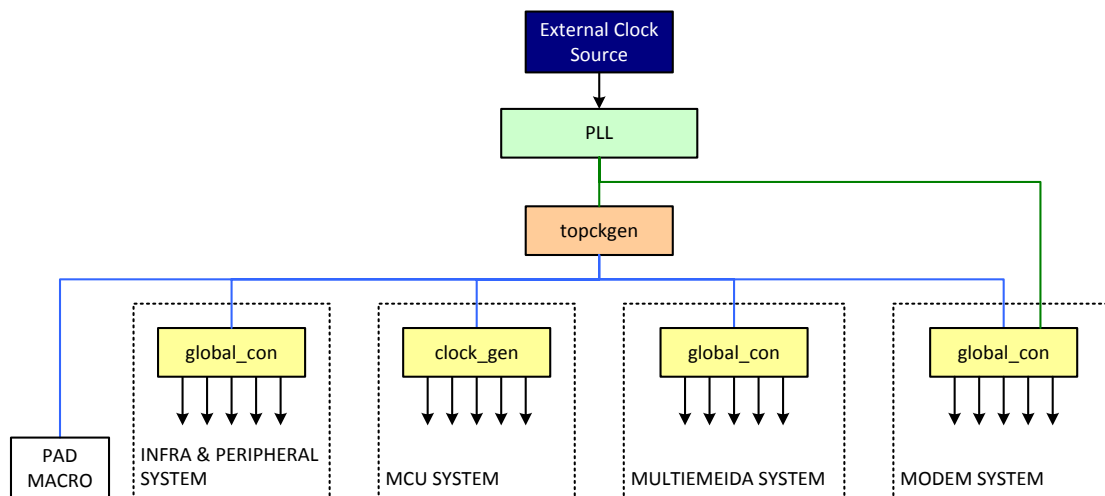 External Clock
Source
PLL
topckgen
global_con
clock_gen
global_con
global_con
PAD
MACRO
INFRA & PERIPHERAL
SYSTEM
MCU SYSTEM
MULTIEMEIDA SYSTEM
MODEM SYSTEM